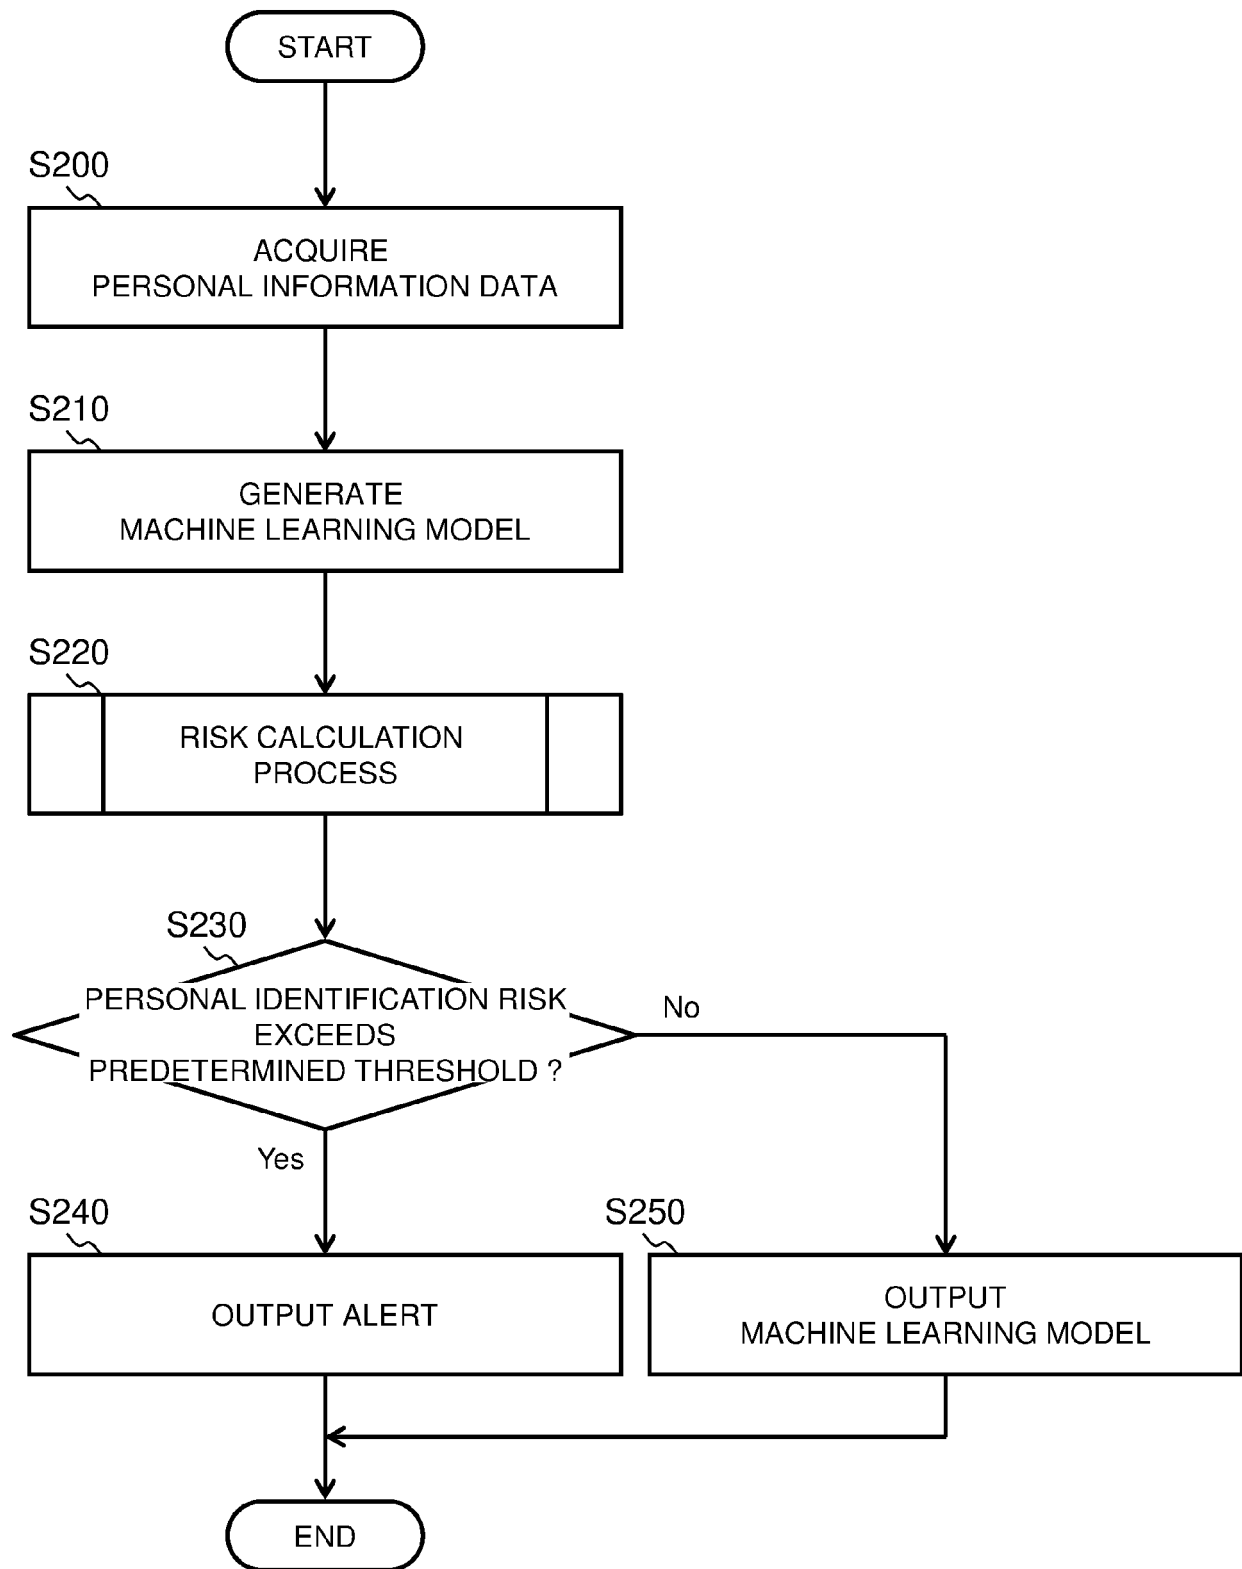 START
S200
ACQUIRE
PERSONAL INFORMATION DATA
S210
GENERATE
MACHINE LEARNING MODEL
S220
RISK CALCULATION
PROCESS
S230
PERSONAL IDENTIFICATION RISK
EXCEEDS
PREDETERMINED THRESHOLD ?
No
Yes
S240
OUTPUT ALERT
S250
OUTPUT
MACHINE LEARNING MODEL
END